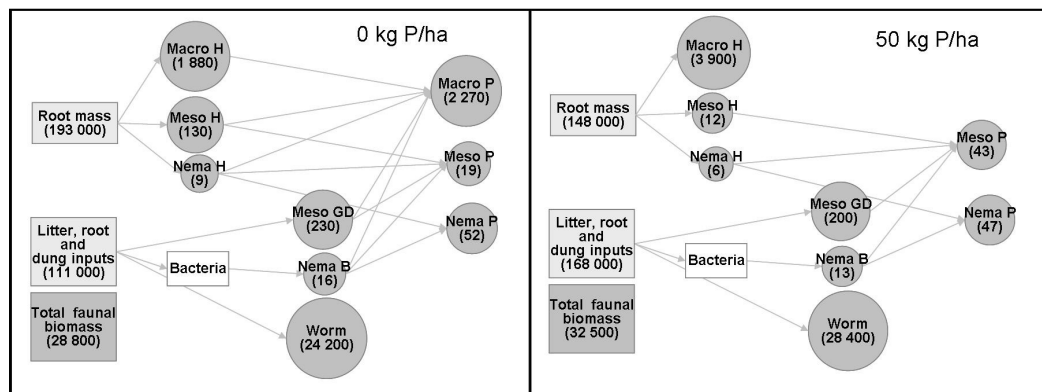 0 kg P/ha
Macro H
(1 880)
Macro P
(2 270)
Root mass
(193 000)
Meso H
(130)
Nema H
(9)
Meso P
(19)
Meso GD
(230)
Nema P
(52)
Litter, root
and
dung inputs
(111 000)
Bacteria
Nema B
(16)
Total faunal
biomass
(28 800)
Worm
(24 200)
50 kg P/ha
Macro H
(3 900)
Root mass
(148 000)
Meso H
(12)
Nema H
(6)
Meso P
(43)
Meso GD
(200)
Nema P
(47)
Litter, root
and
dung inputs
(168 000)
Bacteria
Nema B
(13)
Total faunal
biomass
(32 500)
Worm
(28 400)